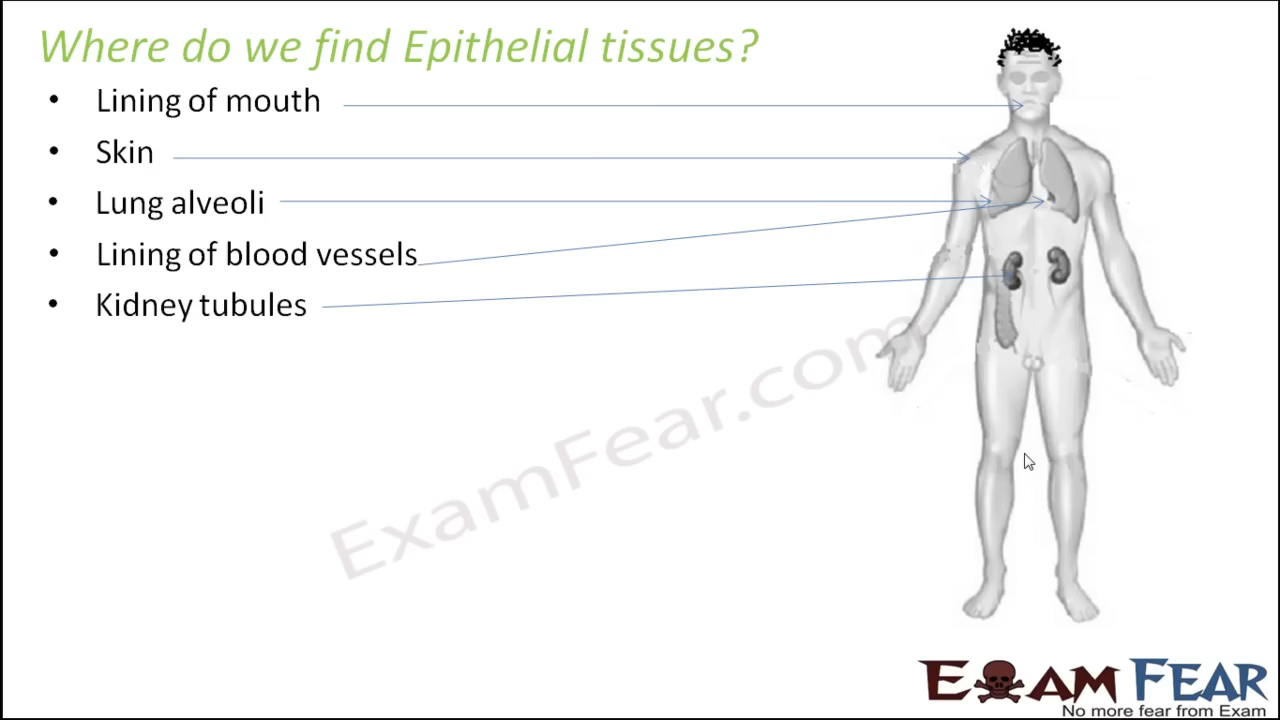 Where do we find Epithelial tissues?
• Lining of mouth
• Skin
• Lung alveoli
• Lining of blood vessels
• Kidney tubules
ExamFear.com
EXAM FEAR
No more fear from Exam